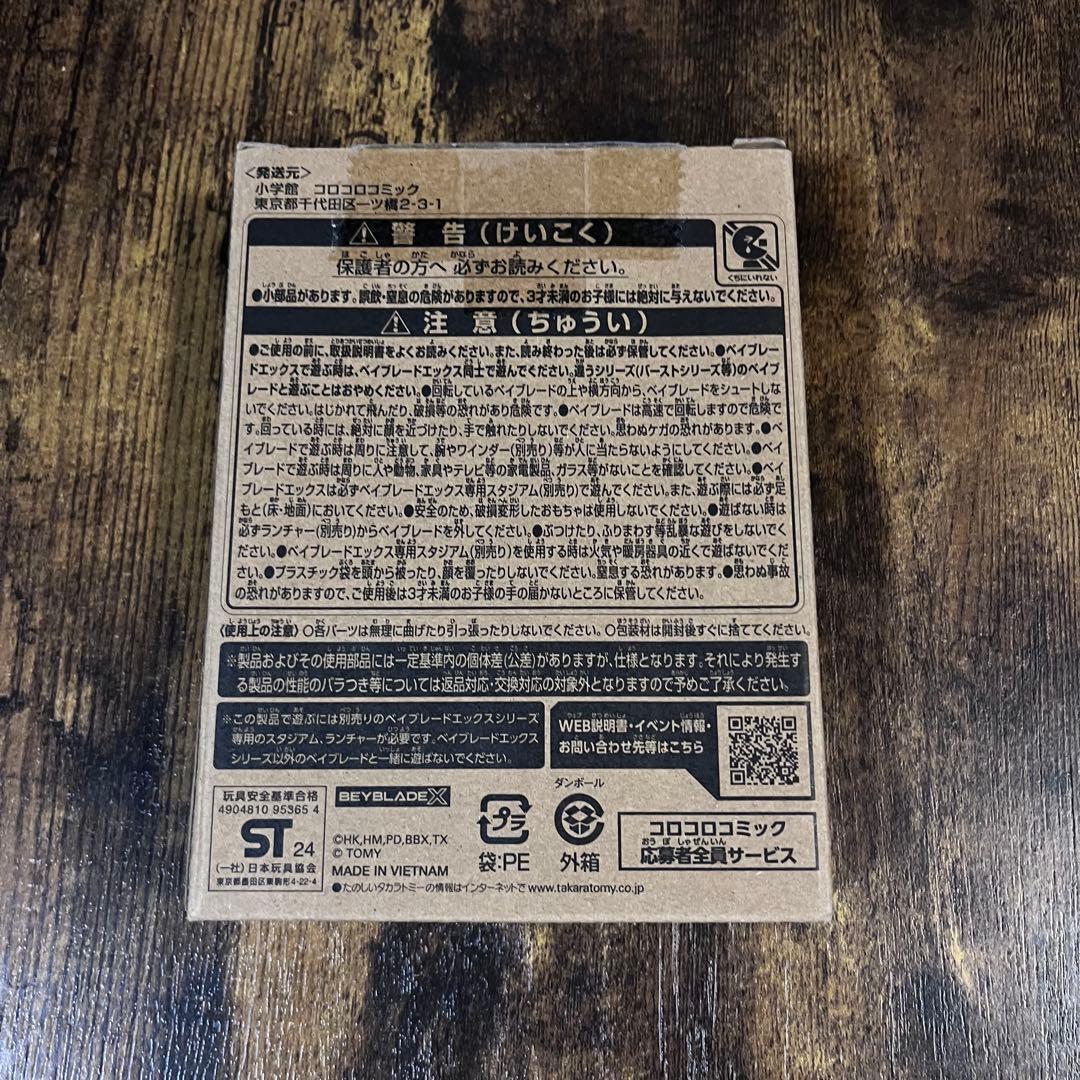 <発送元>
小学館 コロコロコミック
東京都千代田区一ツ橋2-3-1
警 告(けいこく)
保護者の方へ 必ずお読みください。
くちにいれない
●小部品があります。誤飲・窒息の危険がありますので、3才未満のお子様には絶対に与えないでください。
注 意(ちゅうい)
●ご使用の前に、取扱説明書をよくお読みください。また、読み終わった後は必ず保管してください。●ベイブレード
エックスで遊ぶ時は、ベイブレードエックス同士で遊んでください。違うシリーズ(バーストシリーズ等)のベイブ
レードと遊ぶことはおやめください。●回転しているベイブレードの上や横方向から、ベイブレードをシュートしな
いでください。はじかれて飛んだり、破損等の恐れがあり危険です。●ベイブレードは高速で回転しますので危険で
す。回っている時には、絶対に顔を近づけたり、手で触れたりしないでください。思わぬケガの恐れがあります。●ベ
イブレードで遊ぶ時は周りに注意して、腕やワインダー(別売り)等が人に当たらないようにしてください。●ベイ
ブレードで遊ぶ時は周りに人や動物、家具やテレビ等の家電製品、ガラス等がないことを確認してください。●ベイ
ブレードエックスは必ずベイブレードエックス専用スタジアム(別売り)で遊んでください。また、遊ぶ際には必ず足
もと(床・地面)においてください。●安全のため、破損変形したおもちゃは使用しないでください。●遊ばない時は
必ずランチャー(別売り)からベイブレードを外してください。●ぶつけたり、ふりまわす等乱暴な遊びをしないでく
ださい。●ベイブレードエックス専用スタジアム(別売り)を使用する時は火気や暖房器具の近くで遊ばないでくだ
さい。●プラスチック袋を頭から被ったり、顔を覆ったりしないでください。窒息する恐れがあります。●思わぬ事故
の恐れがありますので、ご使用後は3才未満のお子様の手の届かないところに保管してください。
〈使用上の注意〉○各パーツは無理に曲げたり引っ張ったりしないでください。○包装材は開封後すぐに捨ててください。
※製品およびその使用部品には一定基準内の個体差(公差)がありますが、仕様となります。それにより発生す
る製品の性能のバラつき等については返品対応・交換対応の対象外となりますので予めご了承ください。
※この製品で遊ぶには別売りのベイブレードエックスシリーズ
専用のスタジアム、ランチャーが必要です。ベイブレードエックス
シリーズ以外のベイブレードと一緒に遊ばないでください。
WEB説明書・イベント情報・
お問い合わせ先等はこちら
玩具安全基準合格
4904810 95365 4
ST 24
(一社)日本玩具協会
東京都墨田区東駒形4-22-4
BEYBLADE X
©HK,HM,PD,BBX,TX
© TOMY
MADE IN VIETNAM
プラ
袋:PE
ダンボール
外箱
コロコロコミック
応募者全員サービス
●たのしいタカラトミーの情報はインターネットで www.takaratomy.co.jp